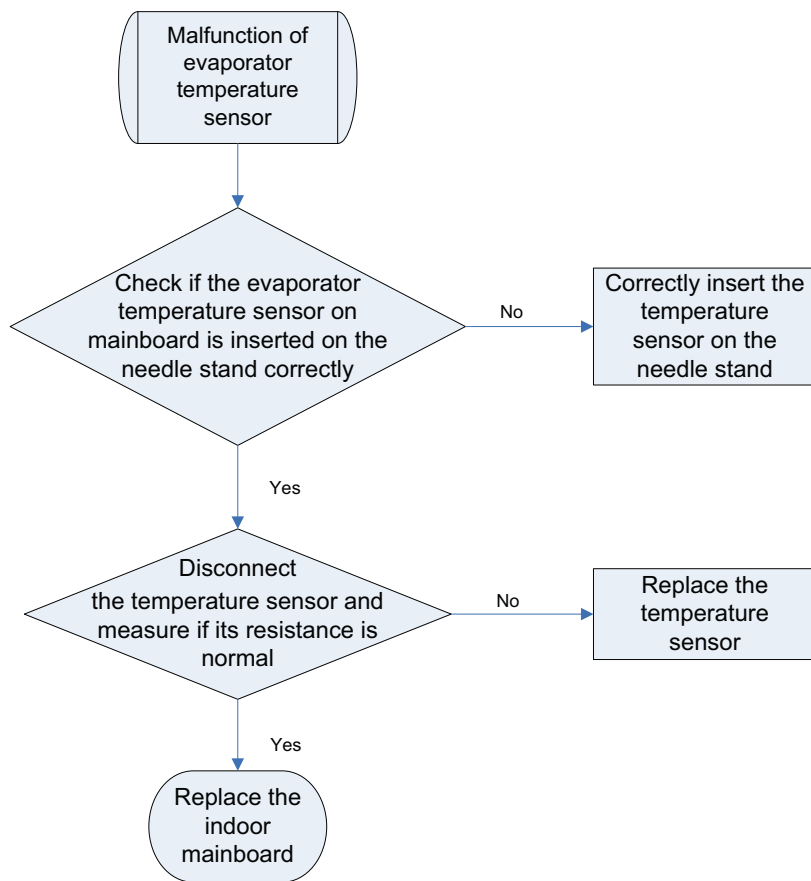 Malfunction of
evaporator
temperature
sensor
Check if the evaporator
temperature sensor on
mainboard is inserted on the
needle stand correctly
No
Correctly insert the
temperature
sensor on the
needle stand
Yes
Disconnect
the temperature sensor and
measure if its resistance is
normal
No
Replace the
temperature
sensor
Yes
Replace the
indoor
mainboard